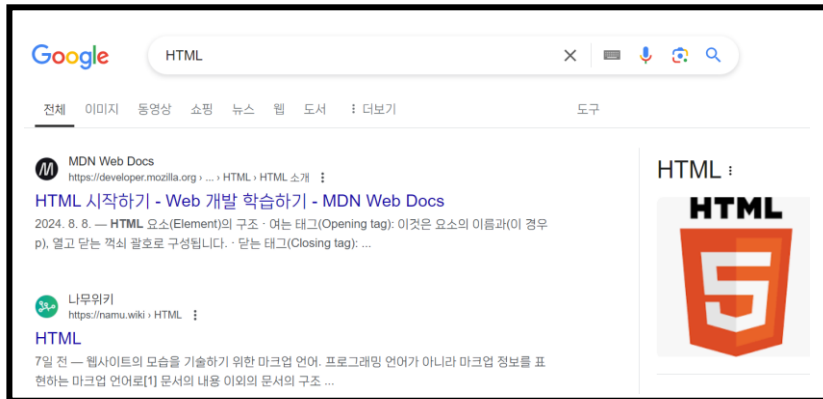 Google HTML
전체 이미지 동영상 쇼핑 뉴스 웹 도서 더보기 도구
MDN Web Docs
https://developer.mozilla.org › ... › HTML › HTML 소개
HTML 시작하기 - Web 개발 학습하기 - MDN Web Docs
2024. 8. 8. — HTML 요소(Element)의 구조 · 여는 태그(Opening tag): 이것은 요소의 이름과(이 경우
p), 열고 닫는 꺽쇠 괄호로 구성됩니다. · 닫는 태그(Closing tag): ...
나무위키
https://namu.wiki › HTML
HTML
7일 전 — 웹사이트의 모습을 기술하기 위한 마크업 언어. 프로그래밍 언어가 아니라 마크업 정보를 표
현하는 마크업 언어로[1] 문서의 내용 이외의 문서의 구조 ...
HTML
HTML
5